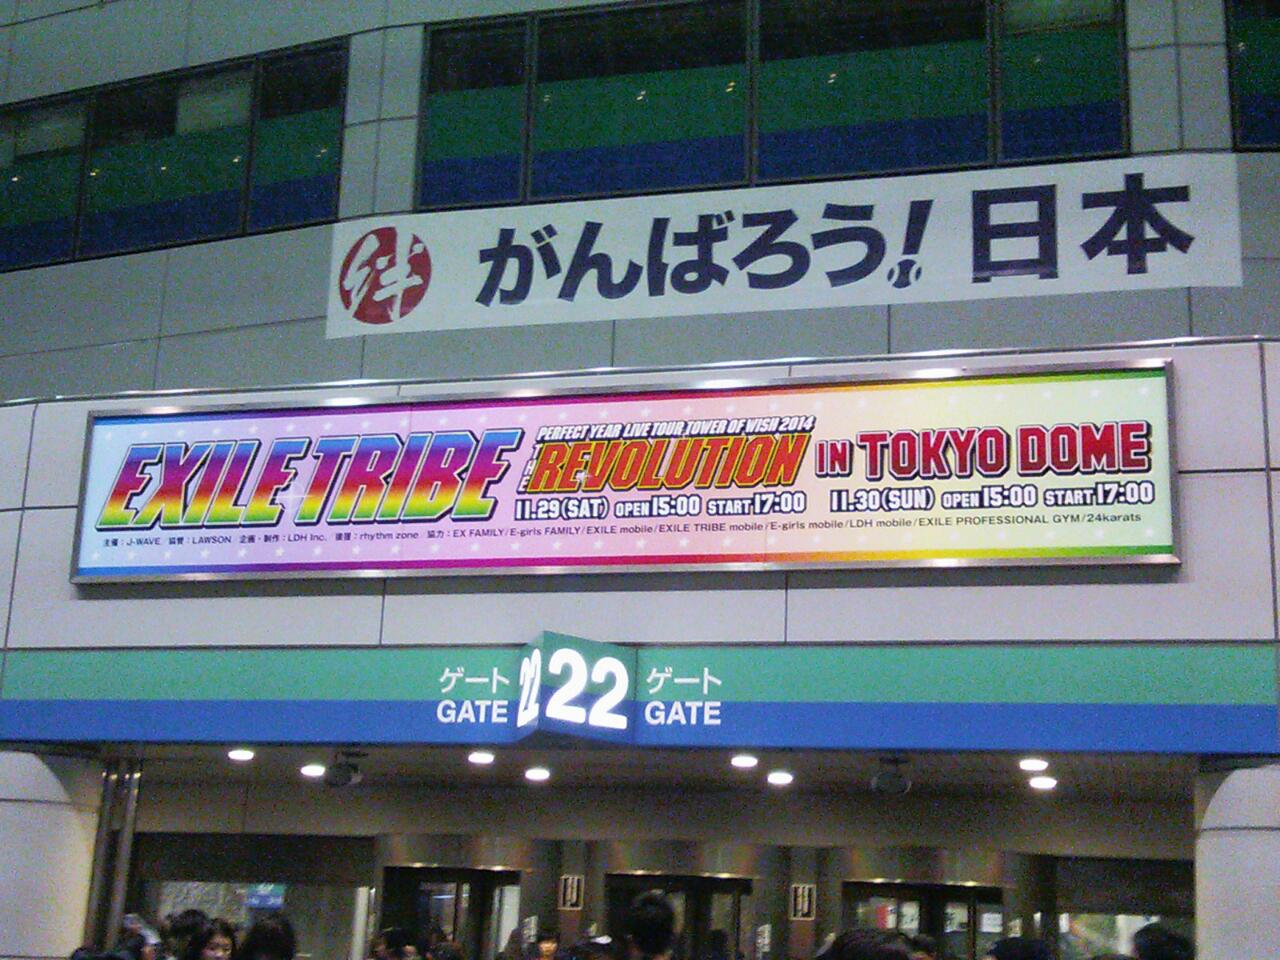 絆 がんばろう!日本
EXILE TRIBE
PERFECT YEAR LIVE TOUR TOWER OF WISH 2014
THE REVOLUTION IN TOKYO DOME
11.29(SAT) OPEN 15:00 START 17:00 11.30(SUN) OPEN 15:00 START 17:00
主催:J-WAVE 協賛:LAWSON 企画・制作:LDH Inc. 後援:rhythm zone 協力:EX FAMILY/E-girls FAMILY/EXILE mobile/EXILE TRIBE mobile/E-girls mobile/LDH mobile/EXILE PROFESSIONAL GYM/24karats
ゲート 22 22 ゲート
GATE GATE